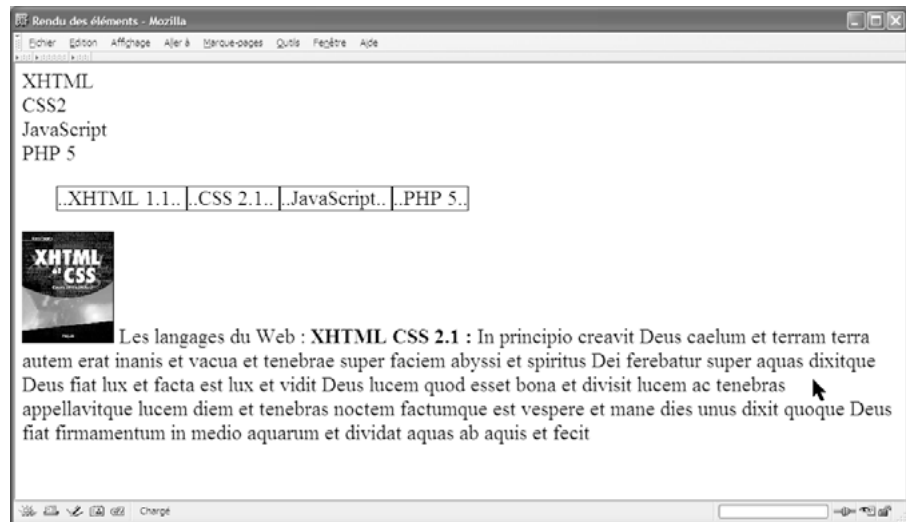 Rendu des éléments - Mozilla
Fichier Edition Affichage Aller à Marque-pages Outils Fenêtre Aide
XHTML
CSS2
JavaScript
PHP 5
..XHTML 1.1.. ..CSS 2.1.. ..JavaScript.. ..PHP 5..
XHTML
et CSS
Les langages du Web : XHTML CSS 2.1 : In principio creavit Deus caelum et terram terra
autem erat inanis et vacua et tenebrae super faciem abyssi et spiritus Dei ferebatur super aquas dixitque
Deus fiat lux et facta est lux et vidit Deus lucem quod esset bona et divisit lucem ac tenebras
appellavitque lucem diem et tenebras noctem factumque est vespere et mane dies unus dixit quoque Deus
fiat firmamentum in medio aquarum et dividat aquas ab aquis et fecit
Chargé